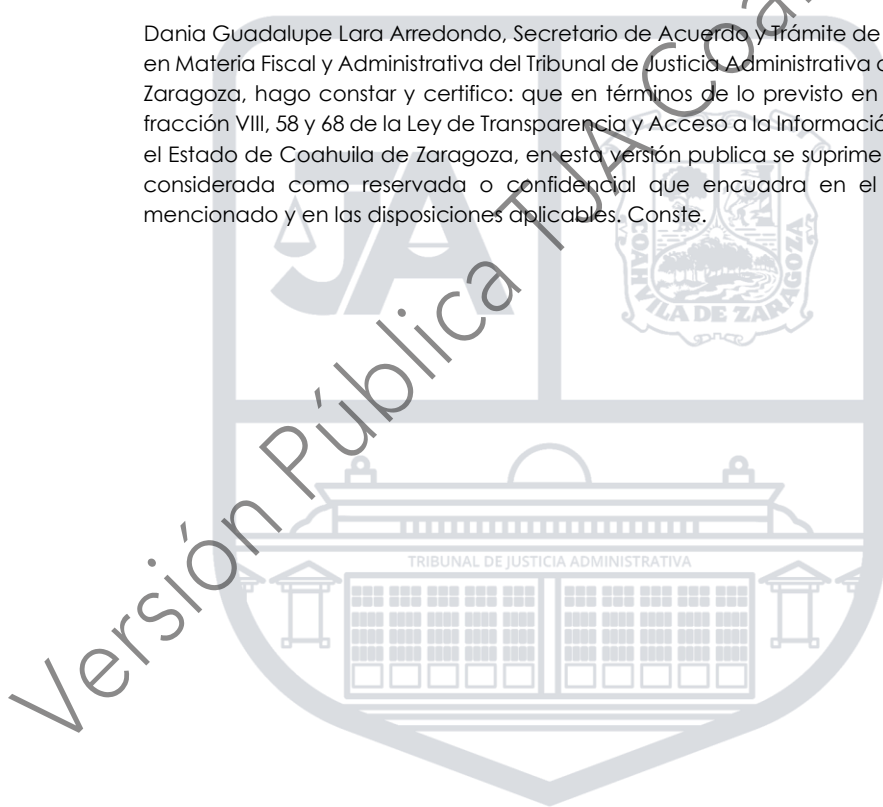 Dania Guadalupe Lara Arredondo, Secretario de Acuerdo y Trámite de
en Materia Fiscal y Administrativa del Tribunal de Justicia Administrativa
Zaragoza, hago constar y certifico: que en términos de lo previsto en
fracción VIII, 58 y 68 de la Ley de Transparencia y Acceso a la Informació
el Estado de Coahuila de Zaragoza, en esta versión publica se suprime
considerada como reservada o confidencial que encuadra en el
mencionado y en las disposiciones aplicables. Conste.
Versión Pública TJA Coa
JA
COAHVILA DE ZARAGOZA
TRIBUNAL DE JUSTICIA ADMINISTRATIVA